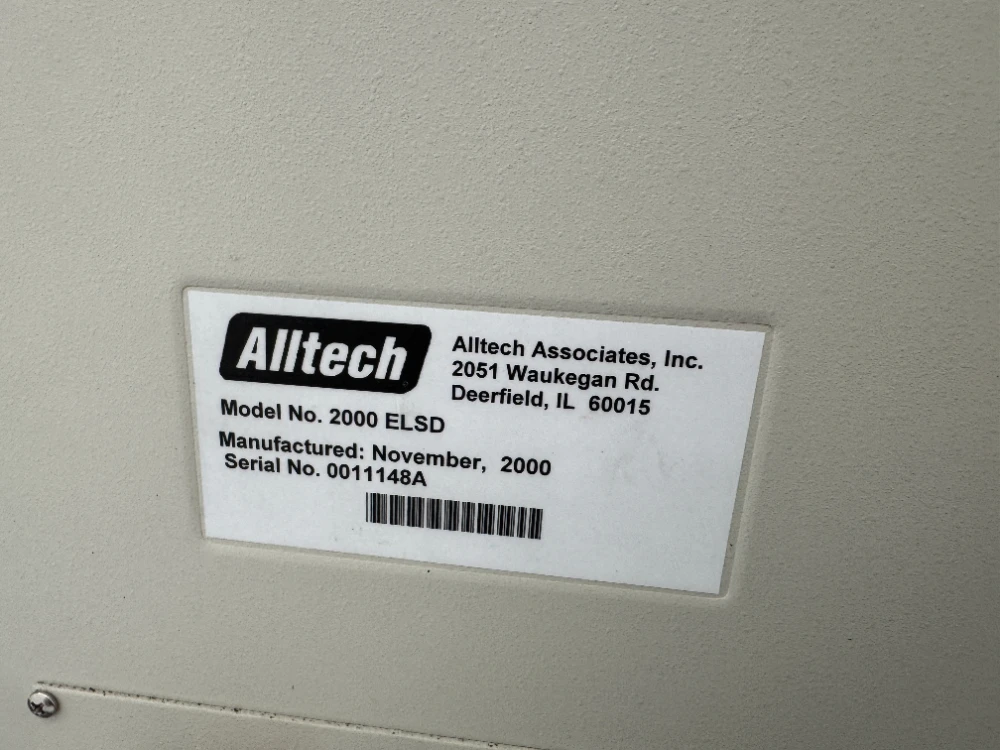 Alltech
Alltech Associates, Inc.
2051 Waukegan Rd.
Deerfield, IL 60015
Model No. 2000 ELSD
Manufactured: November, 2000
Serial No. 0011148A